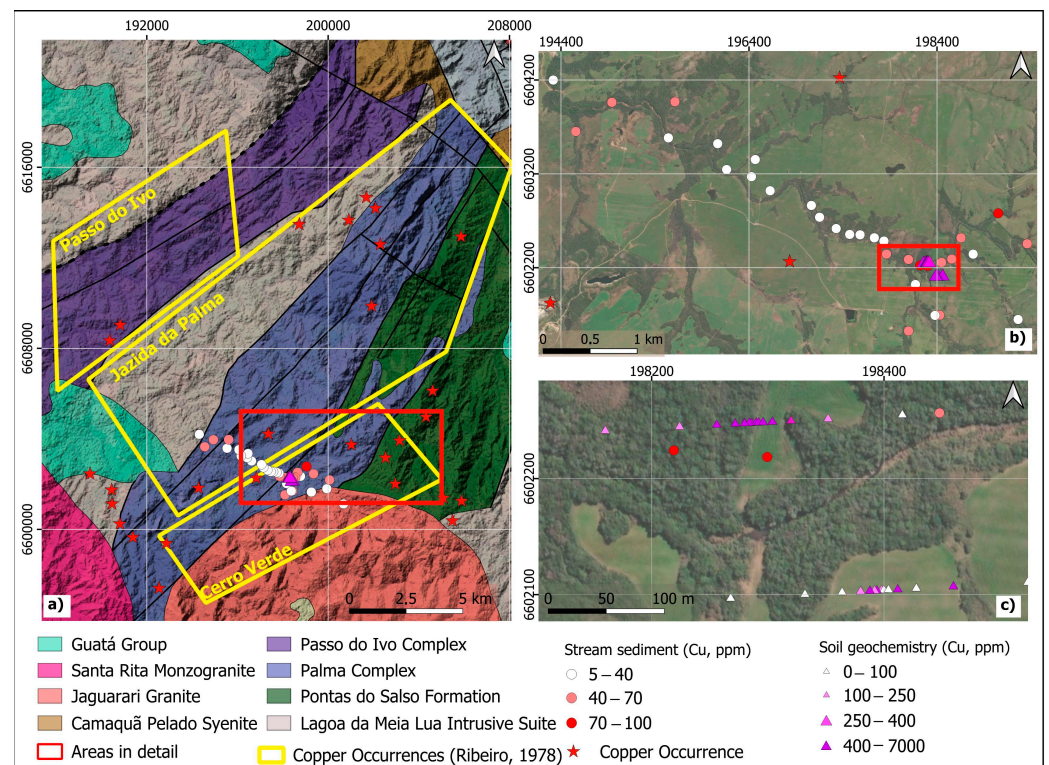 192000 200000 208000
6616000
6608000
6600000
Passo do Ivo
Jazida da Palma
Cerro Verde
a)
0 2.5 5 km
194400 196400 198400
6604200
6603200
6602200
0 0.5 1 km
b)
198200 198400
6602200
6602100
0 50 100 m
c)
Guatá Group
Santa Rita Monzogranite
Jaguarari Granite
Camaquã Pelado Syenite
Areas in detail
Passo do Ivo Complex
Palma Complex
Pontas do Salso Formation
Lagoa da Meia Lua Intrusive Suite
Copper Occurrences (Ribeiro, 1978)
Copper Occurrence
Stream sediment (Cu, ppm)
5 – 40
40 – 70
70 – 100
Soil geochemistry (Cu, ppm)
0 – 100
100 – 250
250 – 400
400 – 7000